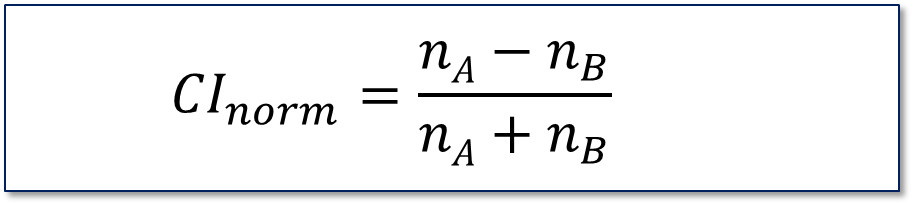 CI_norm = (n_A − n_B) / (n_A + n_B)